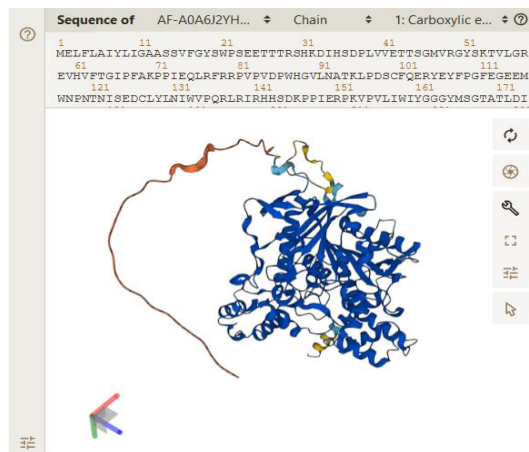 Sequence of AF-A0A6J2YH... Chain 1: Carboxylic e...
1 11 21 31 41 51
MELFLAIYLIGAASSVFGYSWPSEETTTRSHKDIHSDPLVVETTSGMVRGYSKTVLGR
61 71 81 91 101 111
EVHVFTGIPFAKPPIEQLRFRRPVPVDPWHGVLNATKLPDSCFQERYEYFPGFEGEEM
121 131 141 151 161 171
WNPNTNISEDCLYLNIWVPQRLRIRHHSDKPPIERPKVPVLIWIYGGGYMSGTATLDI